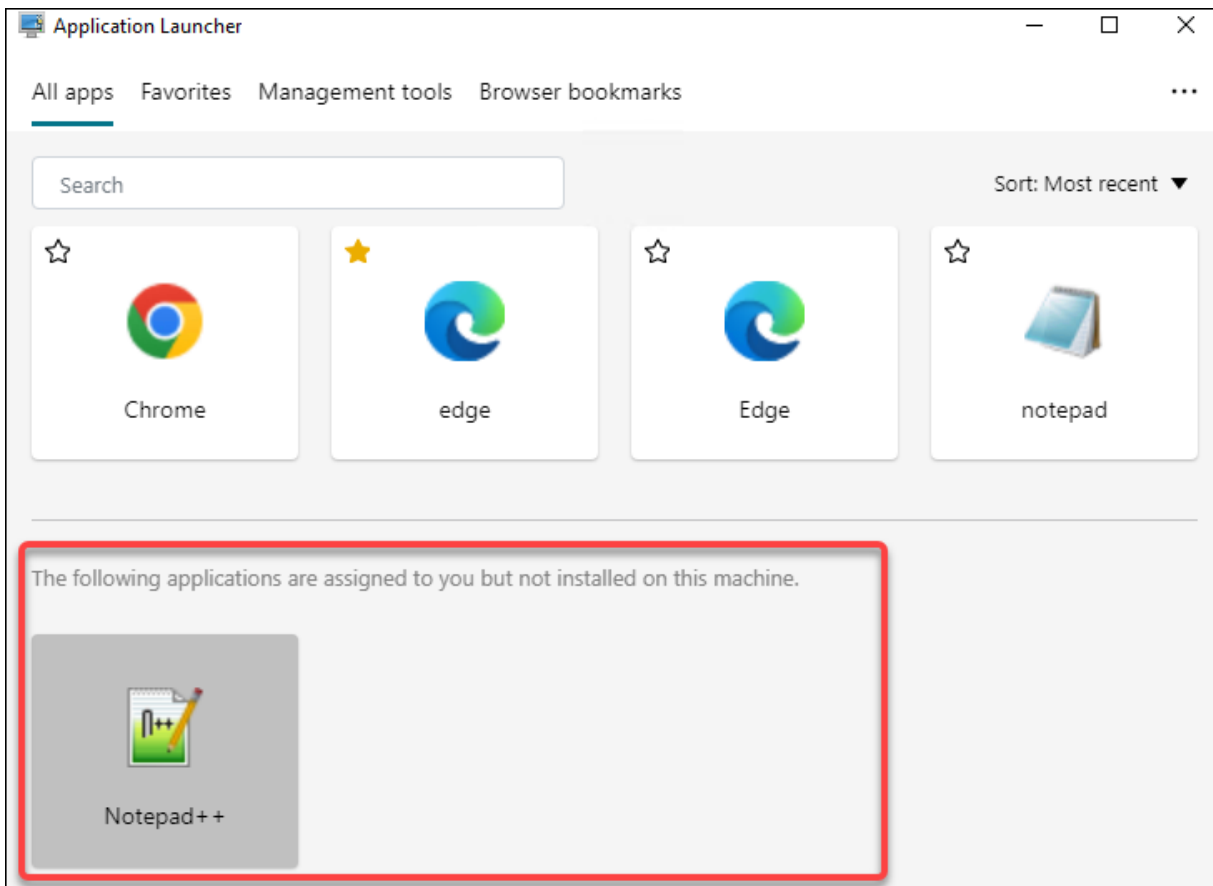 Application Launcher
All apps Favorites Management tools Browser bookmarks
Search
Sort: Most recent
Chrome
edge
Edge
notepad
The following applications are assigned to you but not installed on this machine.
n++
Notepad++